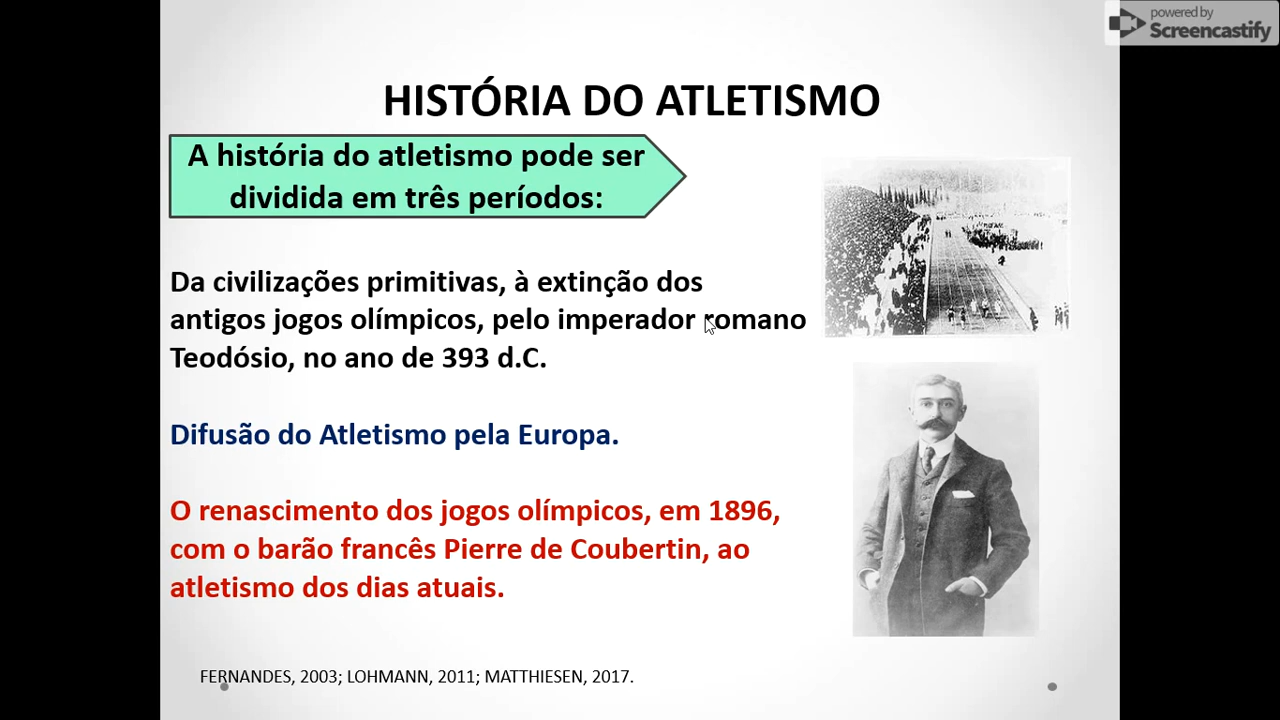 powered by
Screencastify
HISTÓRIA DO ATLETISMO
A história do atletismo pode ser
dividida em três períodos:
Da civilizações primitivas, à extinção dos
antigos jogos olímpicos, pelo imperador romano
Teodósio, no ano de 393 d.C.
Difusão do Atletismo pela Europa.
O renascimento dos jogos olímpicos, em 1896,
com o barão francês Pierre de Coubertin, ao
atletismo dos dias atuais.
FERNANDES, 2003; LOHMANN, 2011; MATTHIESEN, 2017.